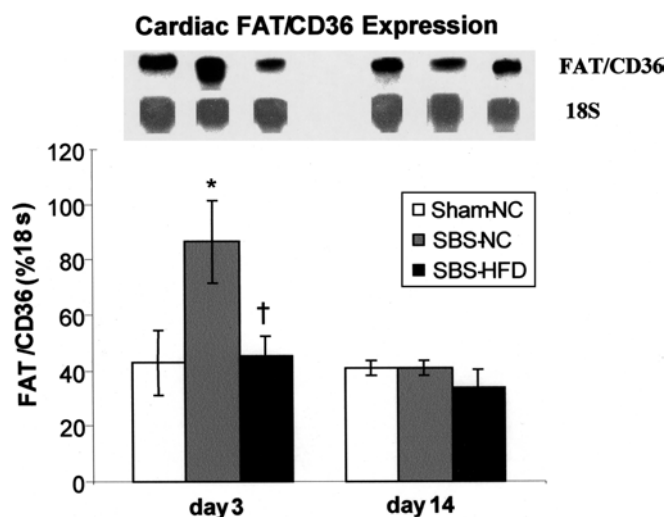 Cardiac FAT/CD36 Expression
FAT/CD36
18S
120
100
80
60
40
20
0
FAT/CD36 (%18s)
*
†
Sham-NC
SBS-NC
SBS-HFD
day 3
day 14